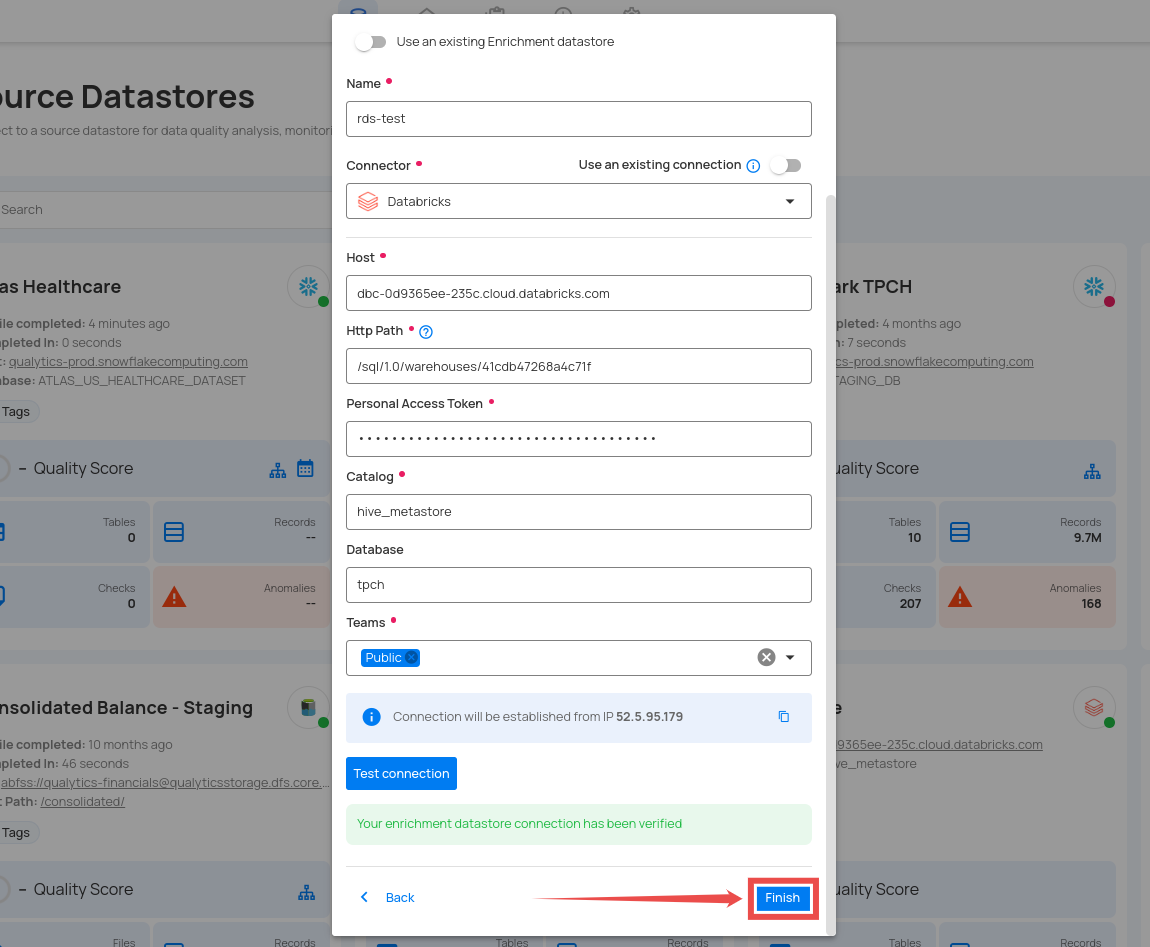 Use an existing Enrichment datastore
Name
rds-test
Connector
Use an existing connection
Databricks
Host
dbc-0d9365ee-235c.cloud.databricks.com
Http Path
/sql/1.0/warehouses/41cdb47268a4c71f
Personal Access Token
Catalog
hive_metastore
Database
tpch
Teams
Public
Connection will be established from IP 52.5.95.179
Test connection
Your enrichment datastore connection has been verified
Back
Finish
ource Datastores
ect to a source datastore for data quality analysis, monitori
Search
as Healthcare
ile completed: 4 minutes ago
pleted In: 0 seconds
t: qualytics-prod.snowflakecomputing.com
abase: ATLAS_US_HEALTHCARE_DATASET
Tags
– Quality Score
Tables
0
Records
--
Checks
0
Anomalies
--
nsolidated Balance - Staging
ile completed: 10 months ago
pleted In: 46 seconds
abfss://qualytics-financials@qualyticsstorage.dfs.core....
t Path: /consolidated/
Tags
– Quality Score
Files
Records
Tables
Records
ark TPCH
pleted: 4 months ago
n: 7 seconds
cs-prod.snowflakecomputing.com
TAGING_DB
uality Score
Tables
10
Records
9.7M
Checks
207
Anomalies
168
e
9365ee-235c.cloud.databricks.com
ve_metastore
uality Score
Tables
Records